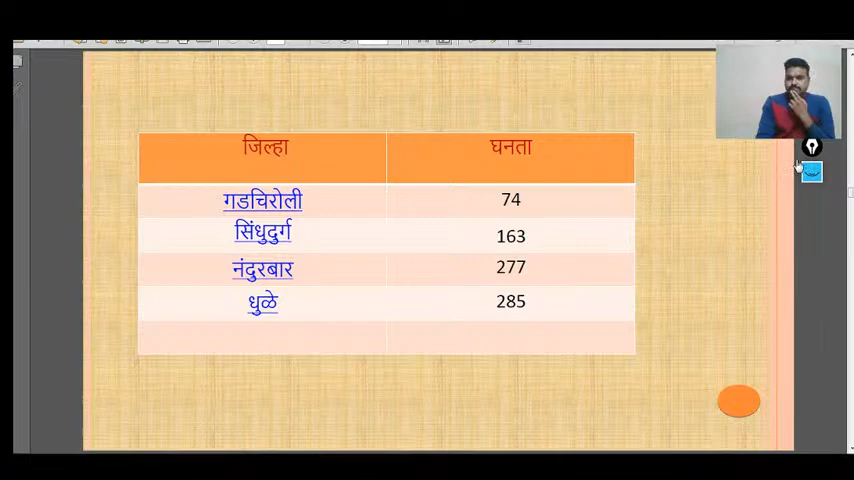 जिल्हा घनता
गडचिरोली 74
सिंधुदुर्ग 163
नंदुरबार 277
धुळे 285